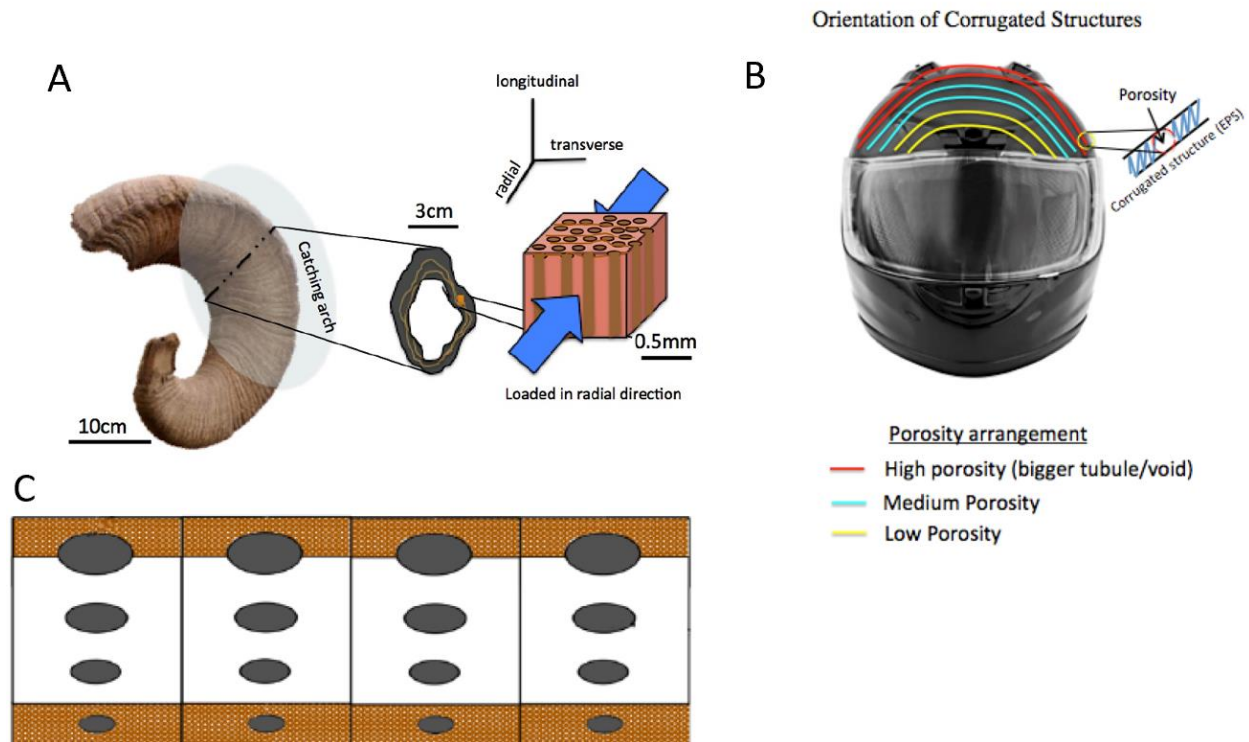 Orientation of Corrugated Structures
A
longitudinal
transverse
radial
3cm
Catching arch
0.5mm
Loaded in radial direction
10cm
B
Porosity
Corrugated structure (EPS)
Porosity arrangement
High porosity (bigger tubule/void)
Medium Porosity
Low Porosity
C